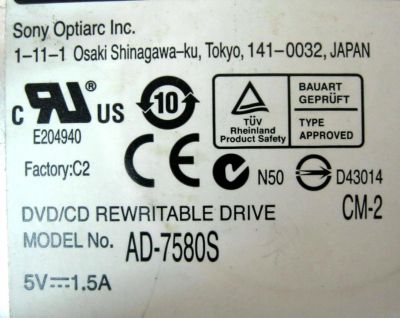 Sony Optiarc Inc.
1-11-1 Osaki Shinagawa-ku, Tokyo, 141-0032, JAPAN
c RU US
E204940
10
TÜV
Rheinland
Product Safety
BAUART
GEPRÜFT
TYPE
APPROVED
Factory:C2
CE
N50
D43014
DVD/CD REWRITABLE DRIVE
CM-2
MODEL No. AD-7580S
5V⎓1.5A